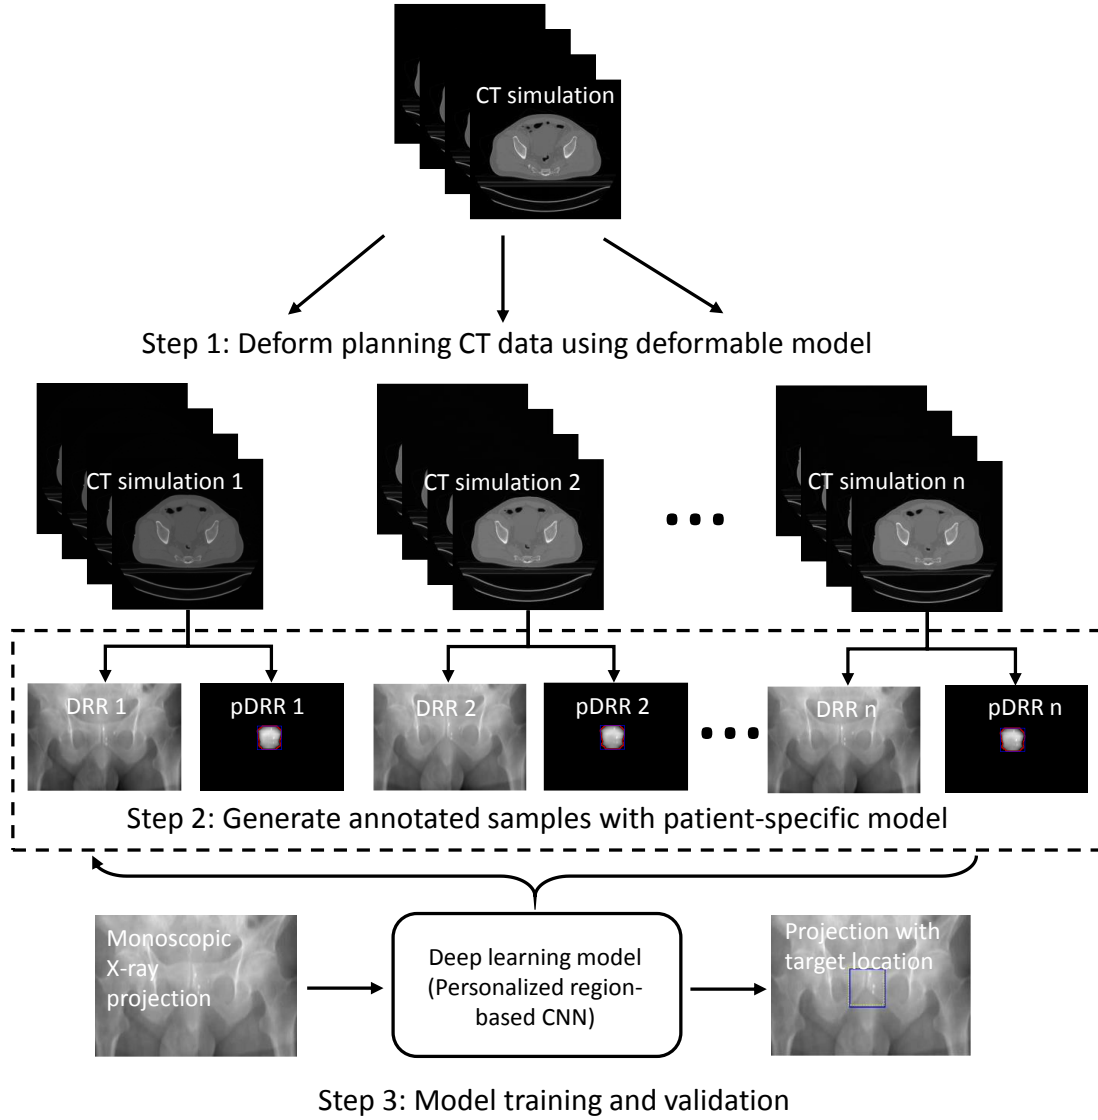 CT simulation
Step 1: Deform planning CT data using deformable model
CT simulation 1
CT simulation 2
CT simulation n
DRR 1
pDRR 1
DRR 2
pDRR 2
DRR n
pDRR n
Step 2: Generate annotated samples with patient-specific model
Monoscopic
X-ray
projection
Deep learning model
(Personalized region-
based CNN)
Projection with
target location
Step 3: Model training and validation